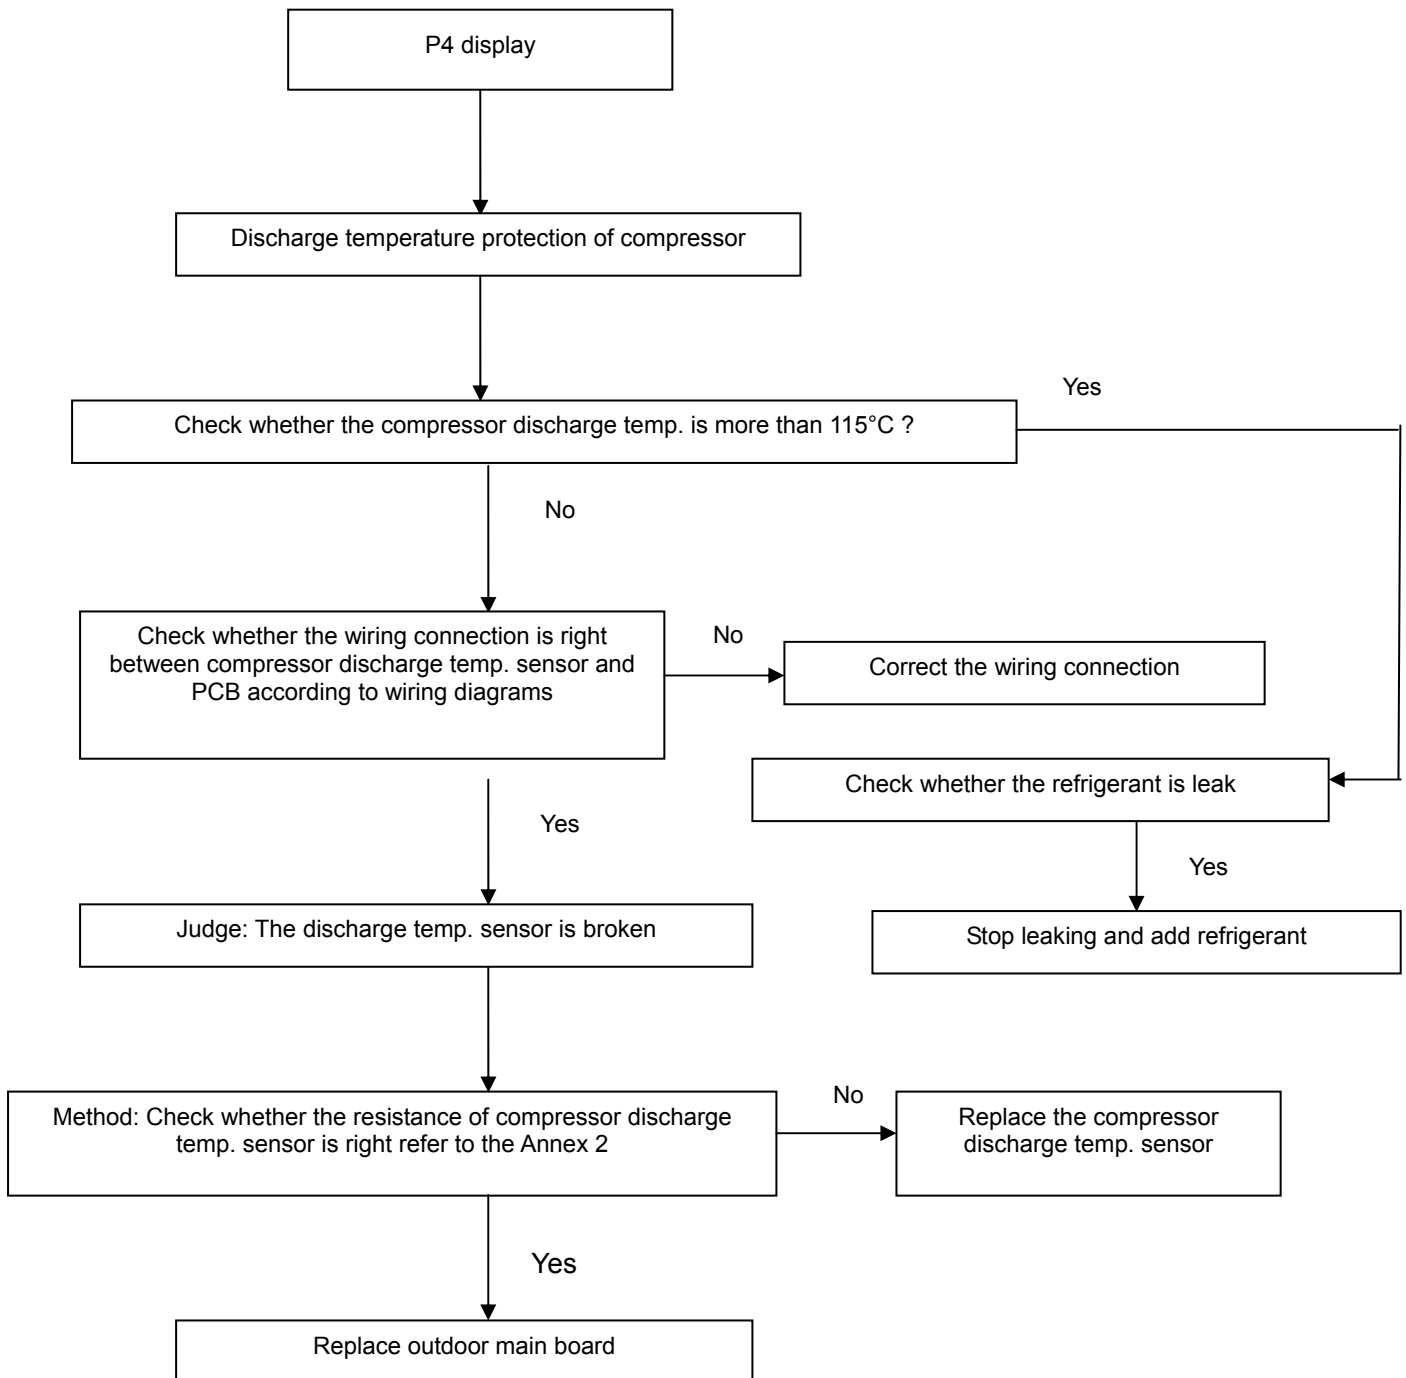 P4 display
Discharge temperature protection of compressor
Yes
Check whether the compressor discharge temp. is more than 115°C ?
No
Check whether the wiring connection is right
between compressor discharge temp. sensor and
PCB according to wiring diagrams
No
Correct the wiring connection
Check whether the refrigerant is leak
Yes
Yes
Judge: The discharge temp. sensor is broken
Stop leaking and add refrigerant
Method: Check whether the resistance of compressor discharge
temp. sensor is right refer to the Annex 2
No
Replace the compressor
discharge temp. sensor
Yes
Replace outdoor main board